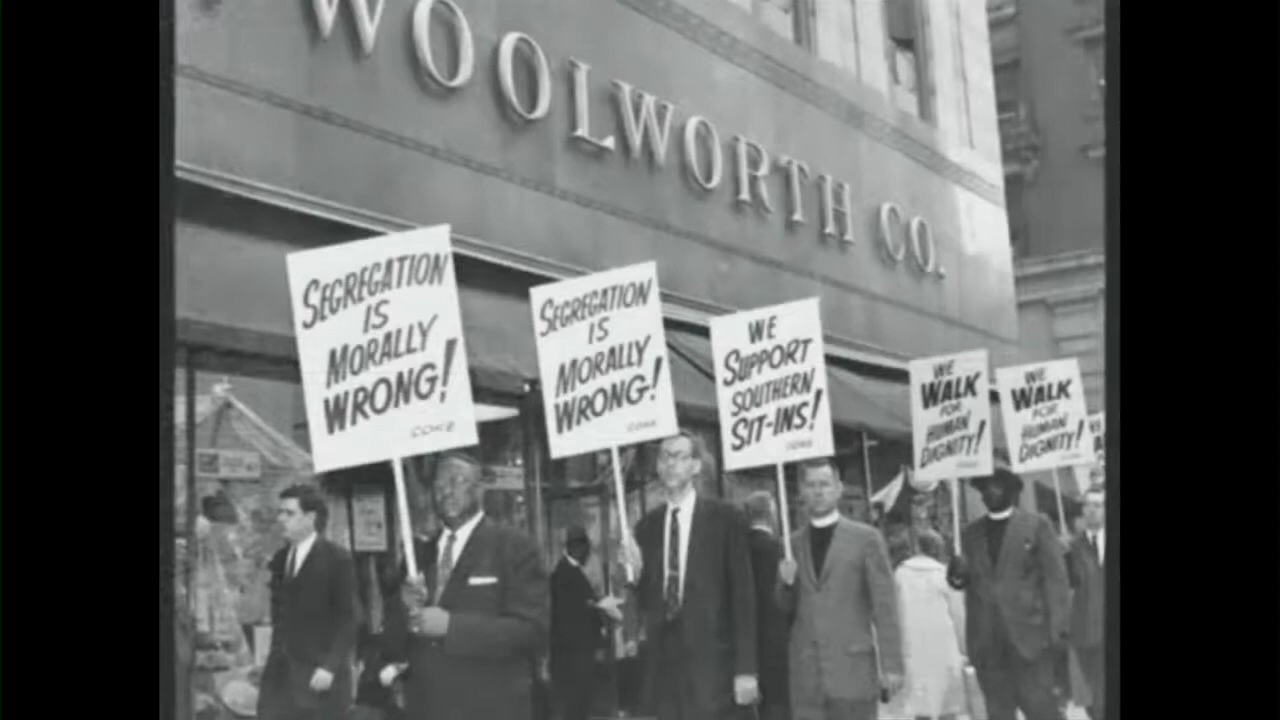 WOOLWORTH CO.
SEGREGATION
IS
MORALLY
WRONG!
CORE
SEGREGATION
IS
MORALLY
WRONG!
CORE
WE
SUPPORT
SOUTHERN
SIT-INS!
CORE
WE
WALK
FOR
HUMAN
DIGNITY!
WE
WALK
FOR
HUMAN
DIGNITY!